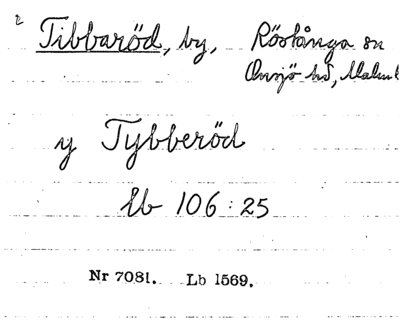 Tibbaröd, by, Röstånga sn
Onsjö hd, Malmh
y Tybberöd
Lb 106:25
Nr 7081. Lb 1569.